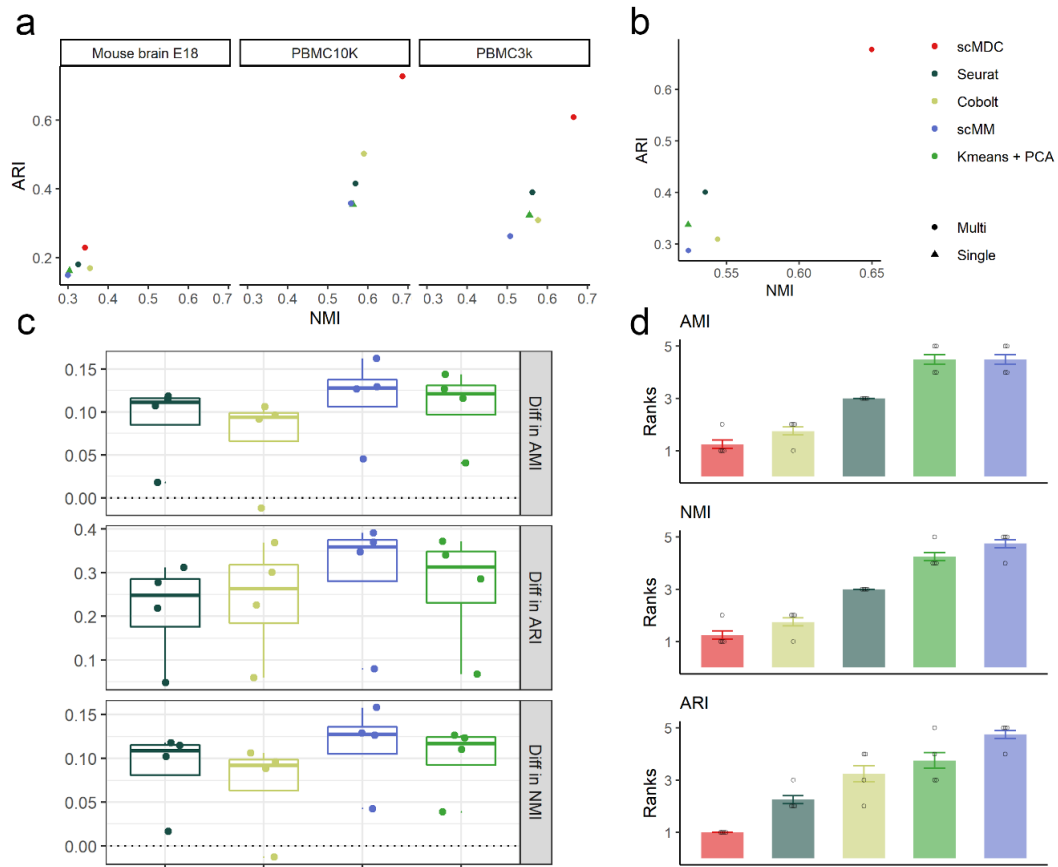 a
Mouse brain E18
PBMC10K
PBMC3k
ARI
0.6
0.4
0.2
0.3 0.4 0.5 0.6 0.7
0.3 0.4 0.5 0.6 0.7
0.3 0.4 0.5 0.6 0.7
NMI
b
ARI
0.6
0.5
0.4
0.3
0.55 0.60 0.65
NMI
scMDC
Seurat
Cobolt
scMM
Kmeans + PCA
Multi
Single
c
0.15
0.10
0.05
0.00
Diff in AMI
0.4
0.3
0.2
0.1
Diff in ARI
0.15
0.10
0.05
0.00
Diff in NMI
d
AMI
Ranks
5
3
1
NMI
Ranks
5
3
1
ARI
Ranks
5
3
1